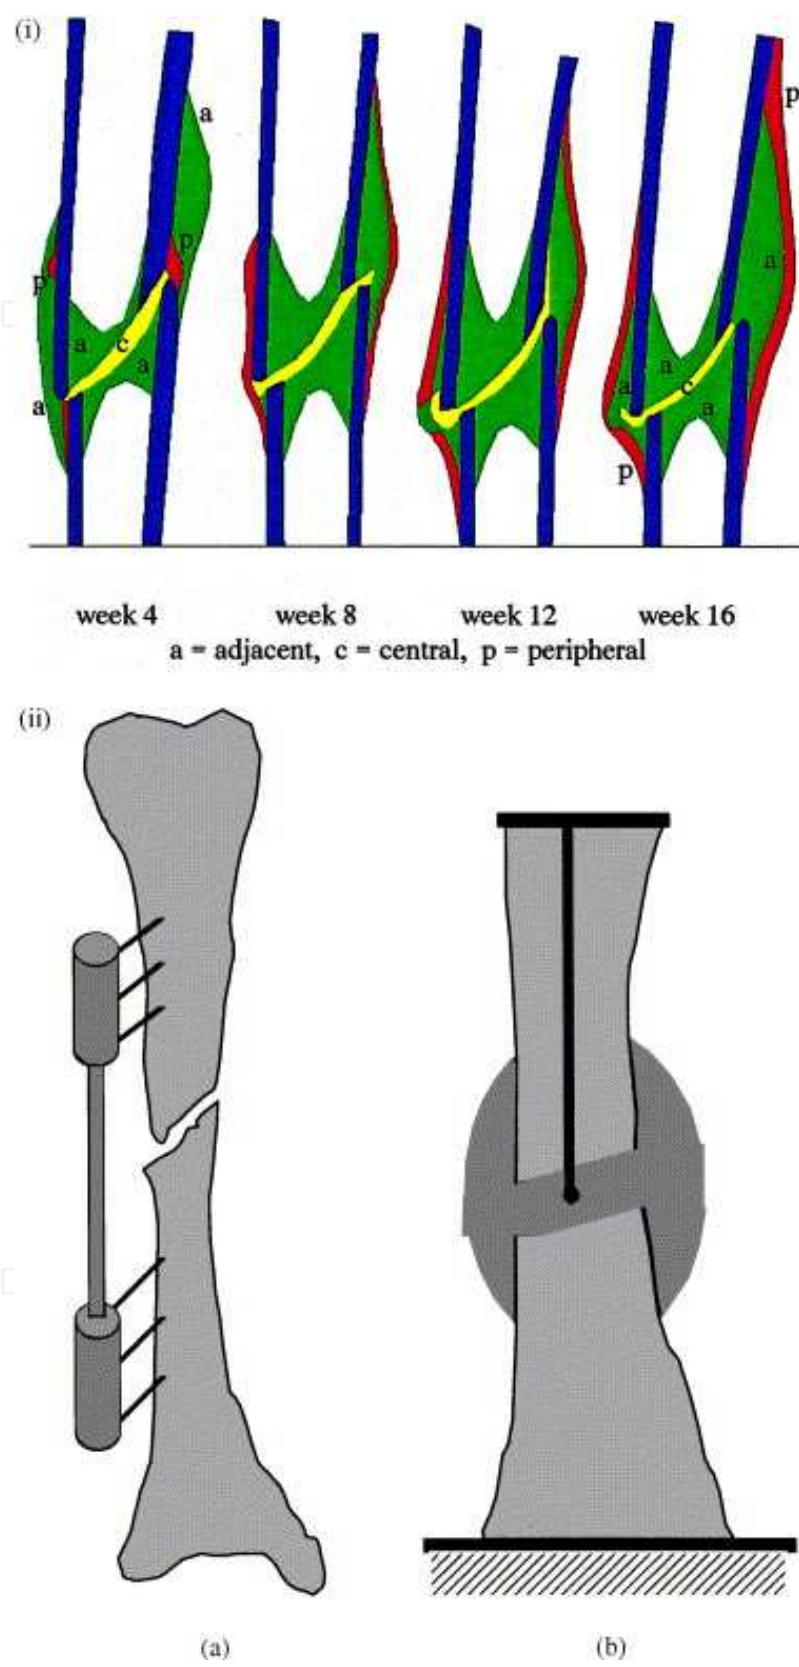 (i)
a
p
p
a
c
a
a
p
a
a
a
c
a
p
week 4 week 8 week 12 week 16
a = adjacent, c = central, p = peripheral
(ii)
(a) (b)